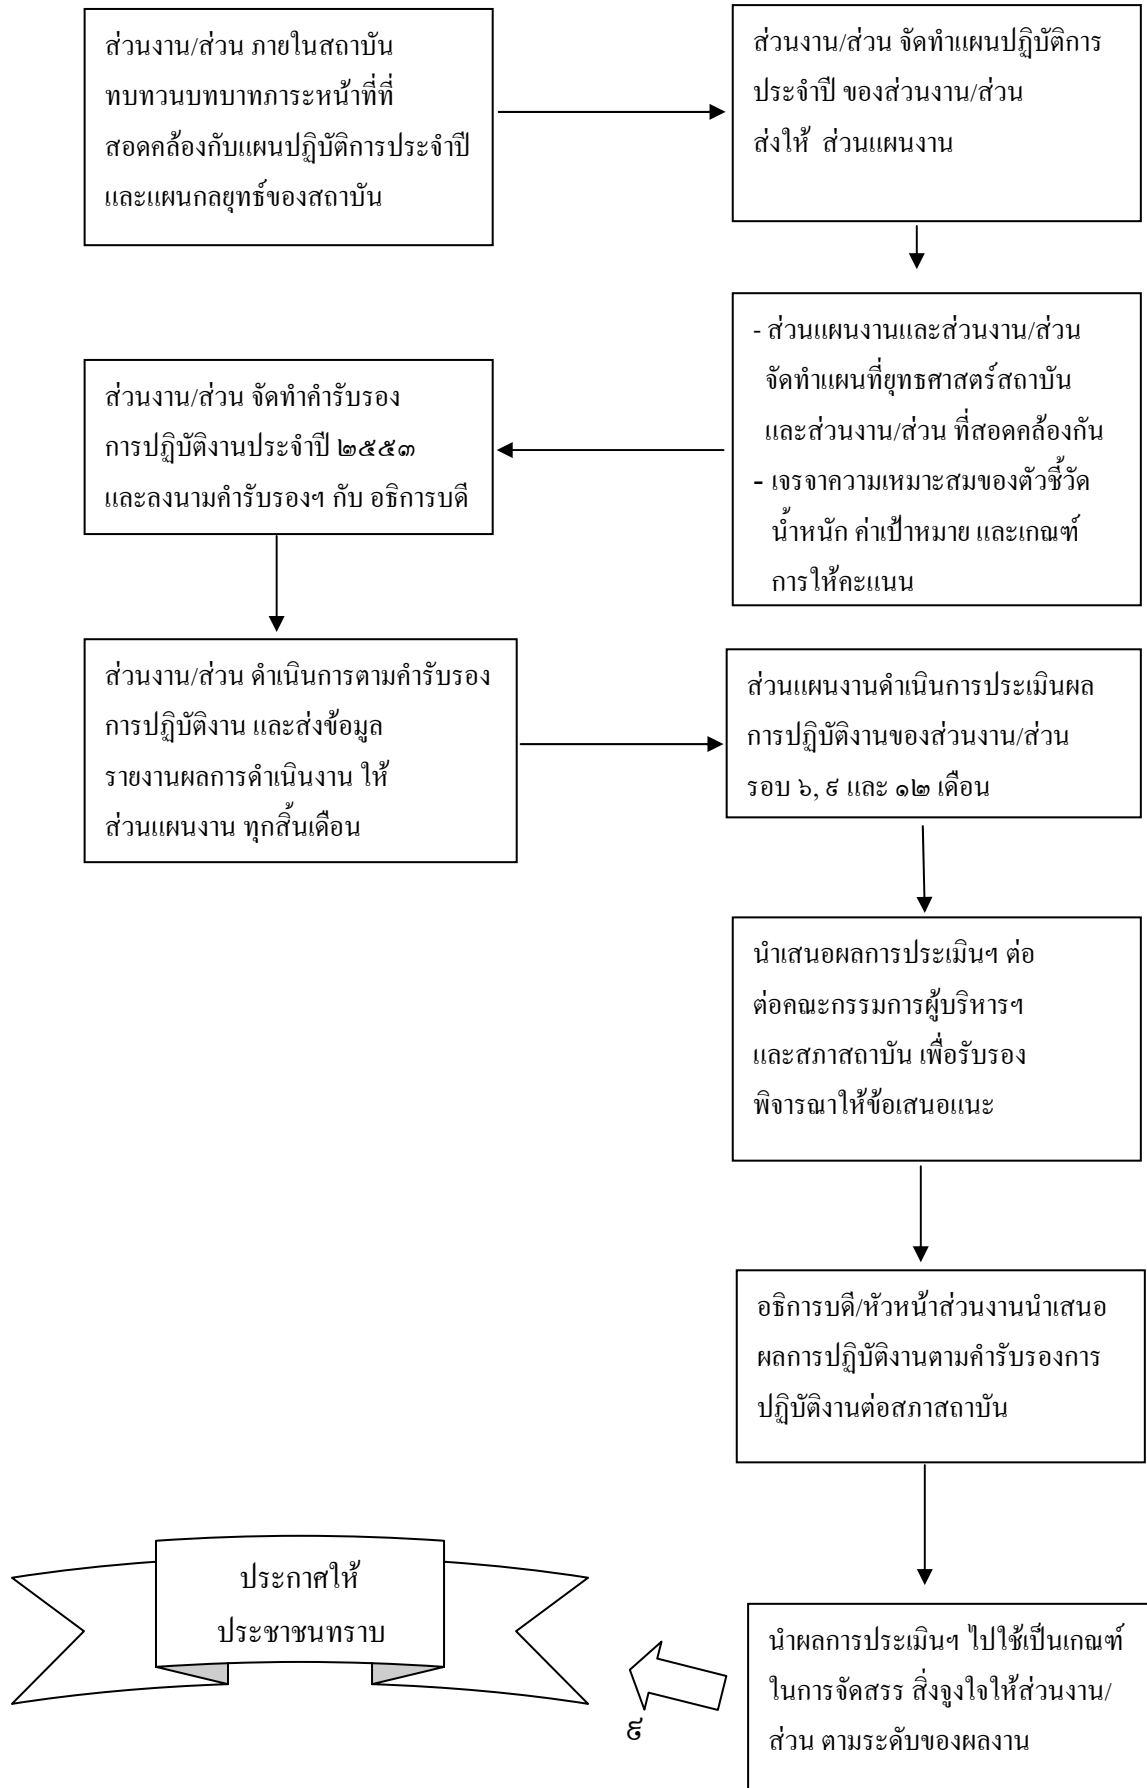 ส่วนงาน/ส่วน ภายในสถาบัน
ทบทวนบทบาทภาระหน้าที่ที่
สอดคล้องกับแผนปฏิบัติการประจำปี
และแผนกลยุทธ์ของสถาบัน
ส่วนงาน/ส่วน จัดทำแผนปฏิบัติการ
ประจำปี ของส่วนงาน/ส่วน
ส่งให้ ส่วนแผนงาน
- ส่วนแผนงานและส่วนงาน/ส่วน
จัดทำแผนที่ยุทธศาสตร์สถาบัน
และส่วนงาน/ส่วน ที่สอดคล้องกัน
- เจรจาความเหมาะสมของตัวชี้วัด
น้ำหนัก ค่าเป้าหมาย และเกณฑ์
การให้คะแนน
ส่วนงาน/ส่วน จัดทำคำรับรอง
การปฏิบัติงานประจำปี ๒๕๕๓
และลงนามคำรับรองฯ กับ อธิการบดี
ส่วนงาน/ส่วน ดำเนินการตามคำรับรอง
การปฏิบัติงาน และส่งข้อมูล
รายงานผลการดำเนินงาน ให้
ส่วนแผนงาน ทุกสิ้นเดือน
ส่วนแผนงานดำเนินการประเมินผล
การปฏิบัติงานของส่วนงาน/ส่วน
รอบ ๖, ๙ และ ๑๒ เดือน
นำเสนอผลการประเมินฯ ต่อ
ต่อคณะกรรมการผู้บริหารฯ
และสภาสถาบัน เพื่อรับรอง
พิจารณาให้ข้อเสนอแนะ
อธิการบดี/หัวหน้าส่วนงานนำเสนอ
ผลการปฏิบัติงานตามคำรับรองการ
ปฏิบัติงานต่อสภาสถาบัน
นำผลการประเมินฯ ไปใช้เป็นเกณฑ์
ในการจัดสรร สิ่งจูงใจให้ส่วนงาน/
ส่วน ตามระดับของผลงาน
ประกาศให้
ประชาชนทราบ
๙